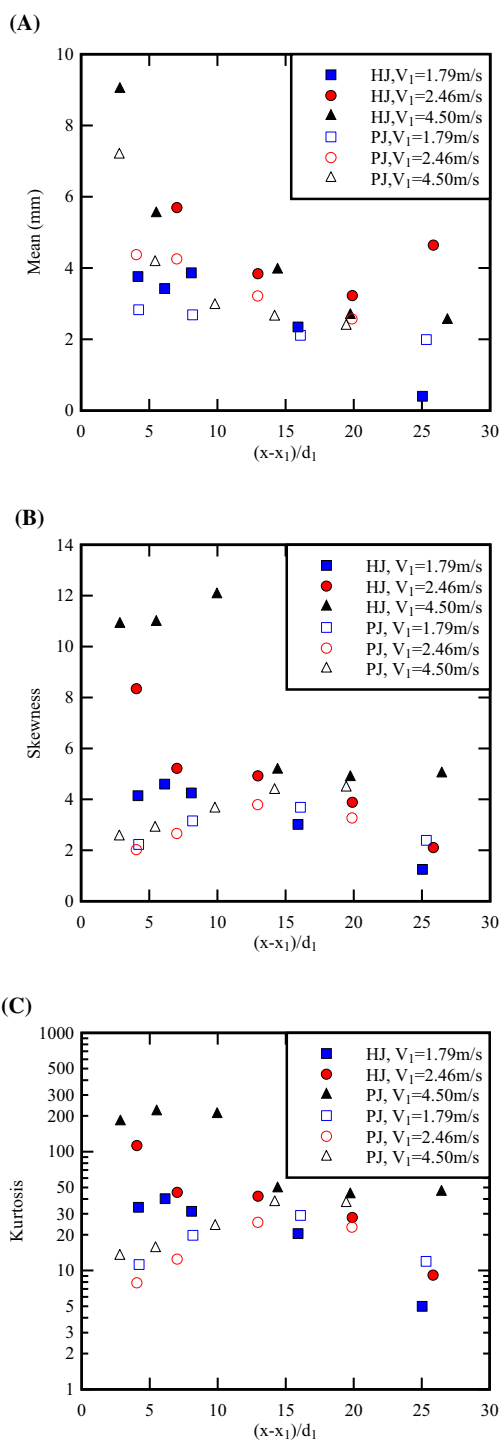 (A)
10
8
6
4
2
0
Mean (mm)
HJ,V1=1.79m/s
HJ,V1=2.46m/s
HJ,V1=4.50m/s
PJ,V1=1.79m/s
PJ,V1=2.46m/s
PJ,V1=4.50m/s
0 5 10 15 20 25 30
(x-x1)/d1
(B)
14
12
10
8
6
4
2
0
Skewness
HJ, V1=1.79m/s
HJ, V1=2.46m/s
HJ, V1=4.50m/s
PJ, V1=1.79m/s
PJ, V1=2.46m/s
PJ, V1=4.50m/s
0 5 10 15 20 25 30
(x-x1)/d1
(C)
1000
500
300
200
100
50
30
20
10
5
3
2
1
Kurtosis
HJ, V1=1.79m/s
HJ, V1=2.46m/s
PJ, V1=4.50m/s
PJ, V1=1.79m/s
PJ, V1=2.46m/s
PJ, V1=4.50m/s
0 5 10 15 20 25 30
(x-x1)/d1